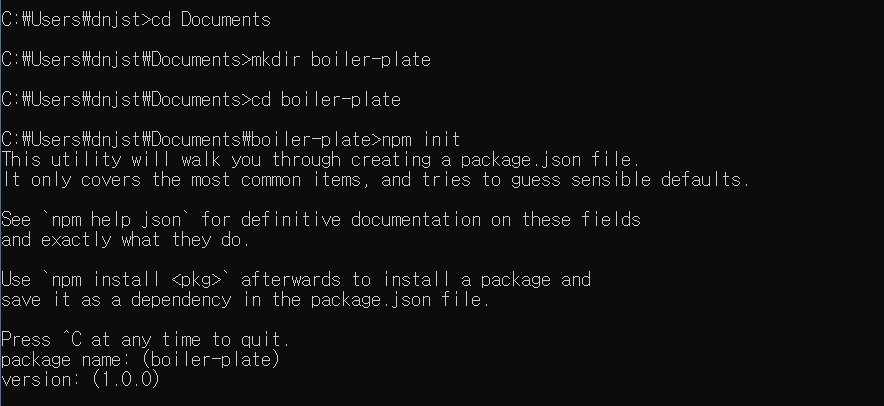 C:₩Users₩dnjst>cd Documents
C:₩Users₩dnjst₩Documents>mkdir boiler-plate
C:₩Users₩dnjst₩Documents>cd boiler-plate
C:₩Users₩dnjst₩Documents₩boiler-plate>npm init
This utility will walk you through creating a package.json file.
It only covers the most common items, and tries to guess sensible defaults.
See `npm help json` for definitive documentation on these fields
and exactly what they do.
Use `npm install <pkg>` afterwards to install a package and
save it as a dependency in the package.json file.
Press ^C at any time to quit.
package name: (boiler-plate)
version: (1.0.0)